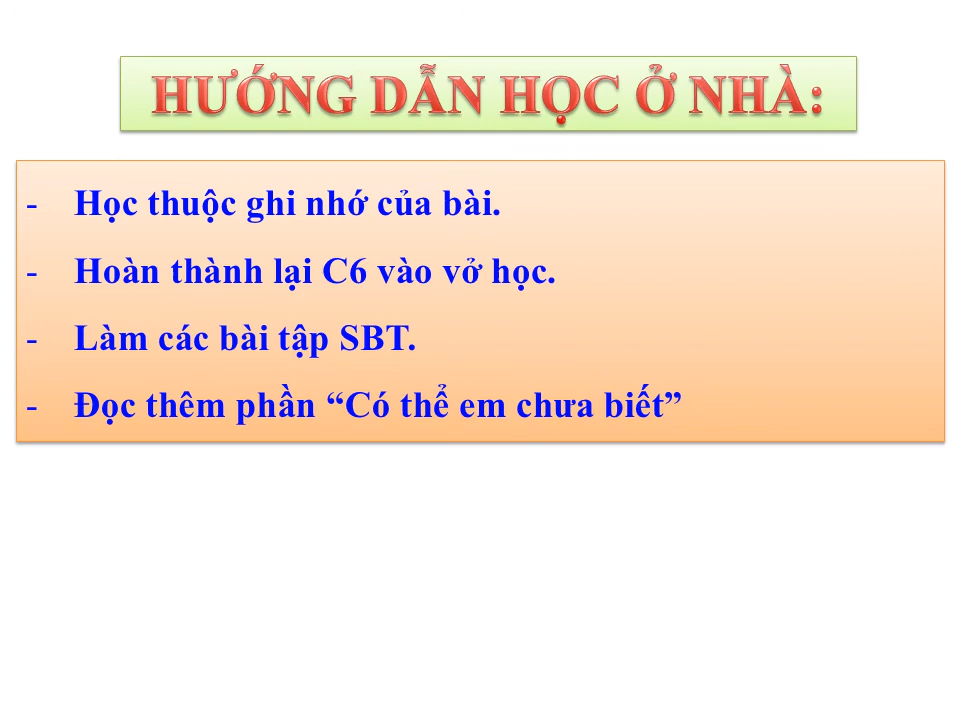 HƯỚNG DẪN HỌC Ở NHÀ:
- Học thuộc ghi nhớ của bài.
- Hoàn thành lại C6 vào vở học.
- Làm các bài tập SBT.
- Đọc thêm phần “Có thể em chưa biết”